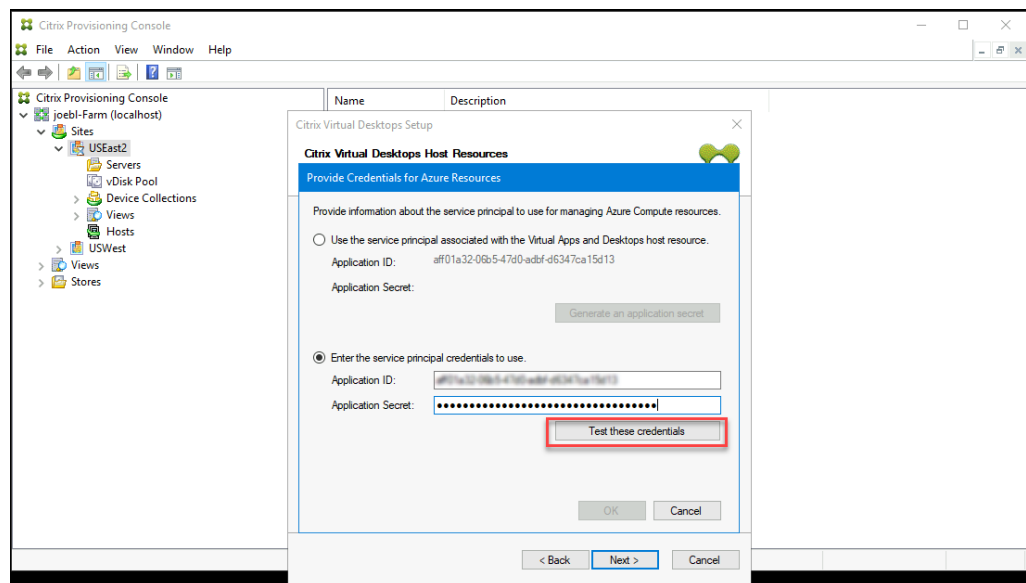 Citrix Provisioning Console
File Action View Window Help
Citrix Provisioning Console
joebl-Farm (localhost)
Sites
USEast2
Servers
vDisk Pool
Device Collections
Views
Hosts
USWest
Views
Stores
Name Description
Citrix Virtual Desktops Setup
Citrix Virtual Desktops Host Resources
Provide Credentials for Azure Resources
Provide information about the service principal to use for managing Azure Compute resources.
Use the service principal associated with the Virtual Apps and Desktops host resource.
Application ID: aff01a32-06b5-47d0-adbf-d6347ca15d13
Application Secret:
Generate an application secret
Enter the service principal credentials to use.
Application ID:
Application Secret:
Test these credentials
OK Cancel
< Back Next > Cancel